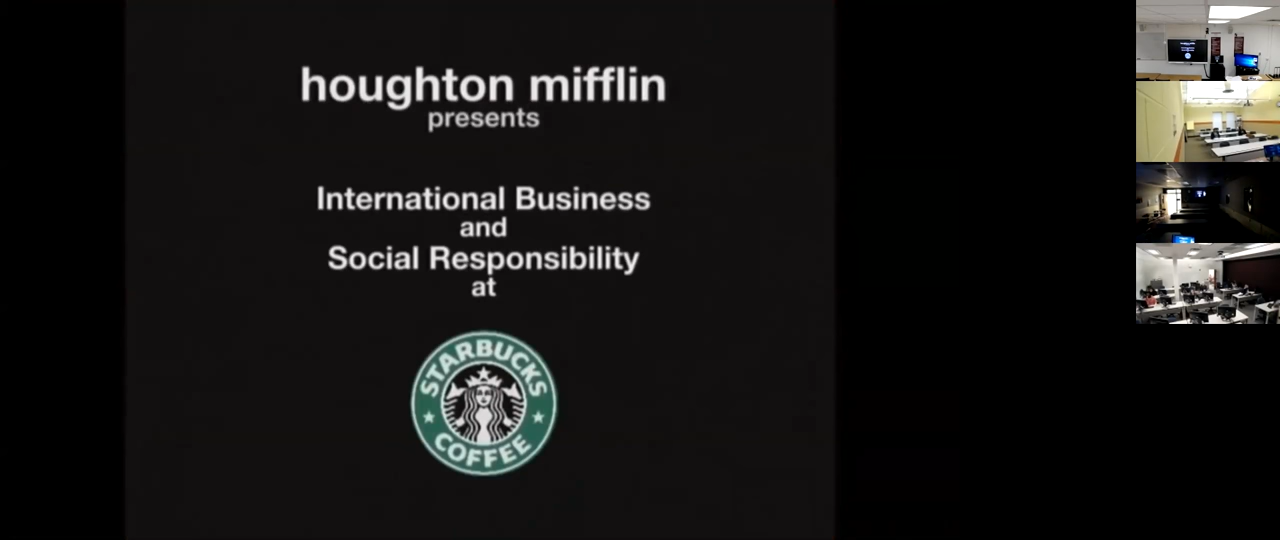 houghton mifflin
presents
International Business
and
Social Responsibility
at
STARBUCKS
COFFEE